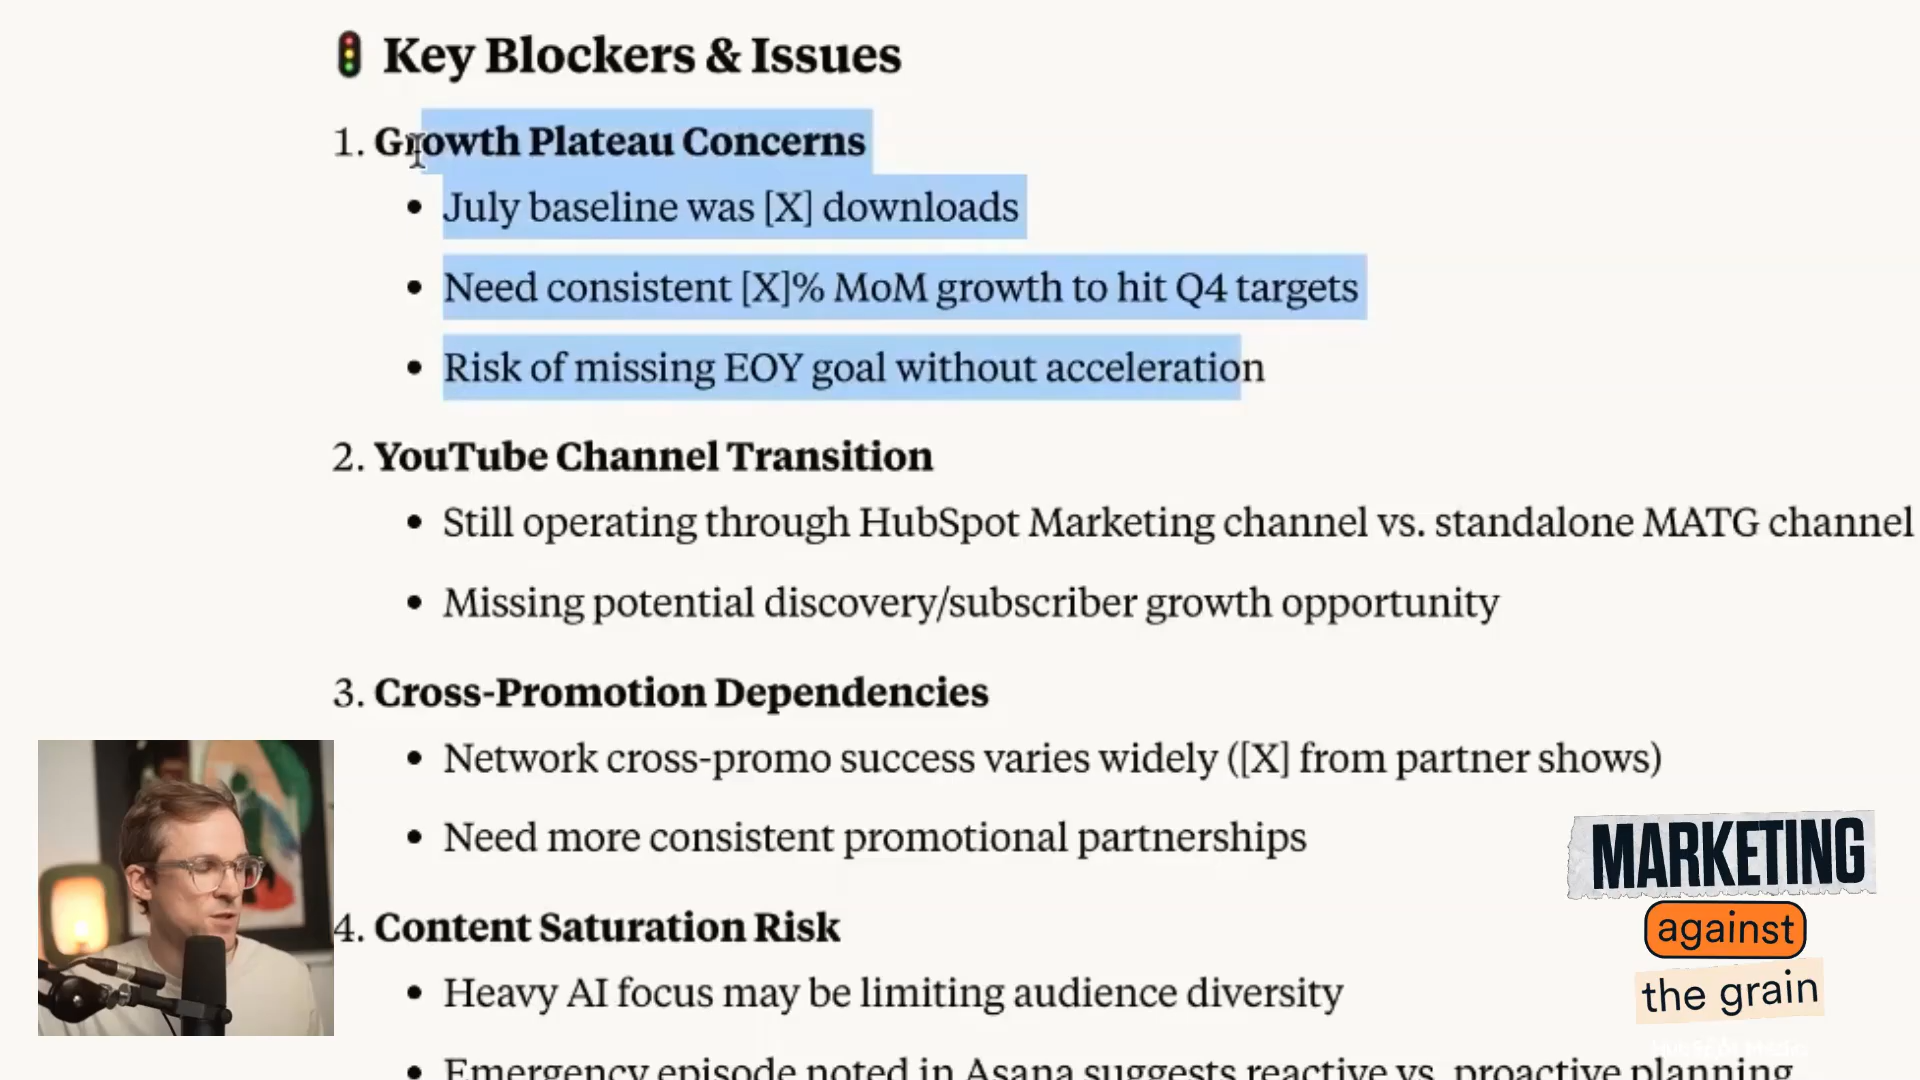 Key Blockers & Issues
1. Growth Plateau Concerns
• July baseline was [X] downloads
• Need consistent [X]% MoM growth to hit Q4 targets
• Risk of missing EOY goal without acceleration
2. YouTube Channel Transition
• Still operating through HubSpot Marketing channel vs. standalone MATG channel
• Missing potential discovery/subscriber growth opportunity
3. Cross-Promotion Dependencies
• Network cross-promo success varies widely ([X] from partner shows)
• Need more consistent promotional partnerships
4. Content Saturation Risk
• Heavy AI focus may be limiting audience diversity
• Emergency episode noted in Asana suggests reactive vs. proactive planning
MARKETING
against
the grain